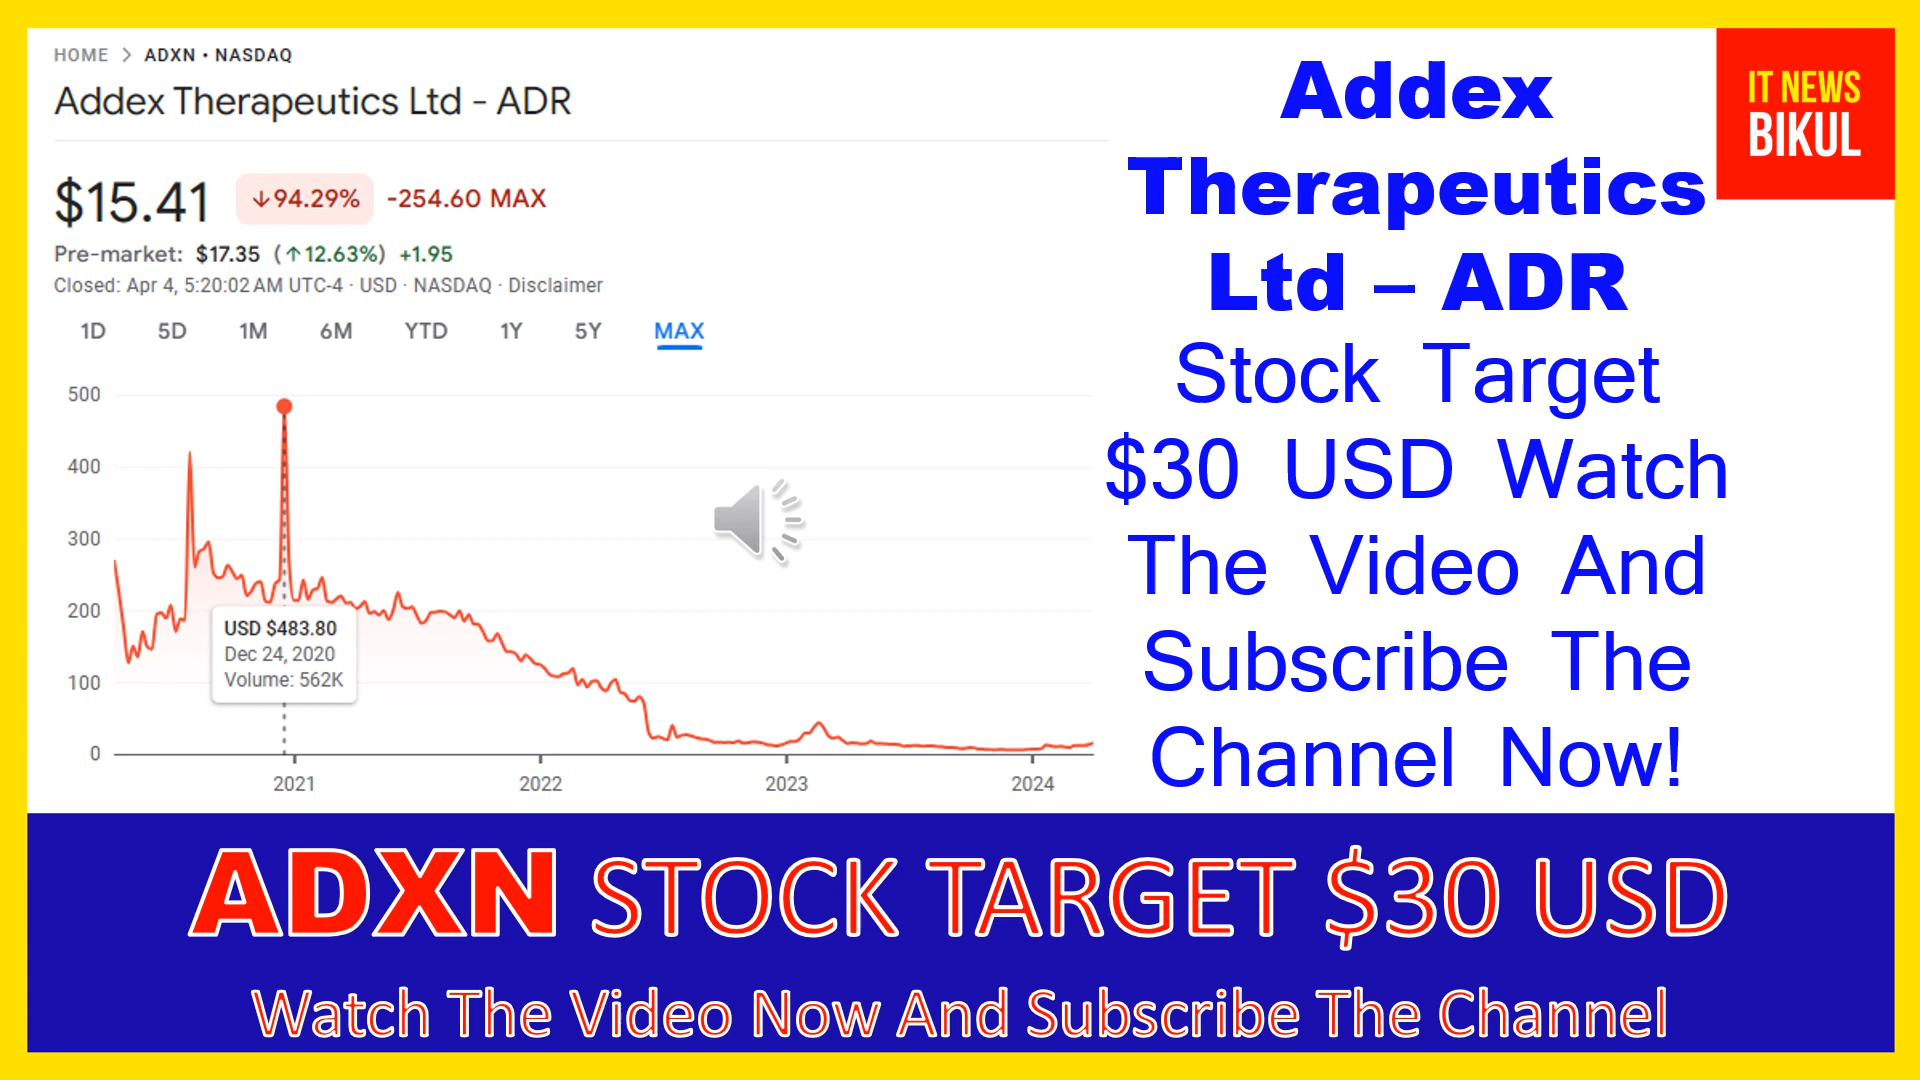 HOME > ADXN • NASDAQ
Addex Therapeutics Ltd - ADR
$15.41 ↓94.29% -254.60 MAX
Pre-market: $17.35 (↑12.63%) +1.95
Closed: Apr 4, 5:20:02 AM UTC-4 · USD · NASDAQ · Disclaimer
1D 5D 1M 6M YTD 1Y 5Y MAX
500
400
300
200
100
0
USD $483.80
Dec 24, 2020
Volume: 562K
2021 2022 2023 2024
Addex
Therapeutics
Ltd – ADR
Stock Target
$30 USD Watch
The Video And
Subscribe The
Channel Now!
IT NEWS
BIKUL
ADXN STOCK TARGET $30 USD
Watch The Video Now And Subscribe The Channel